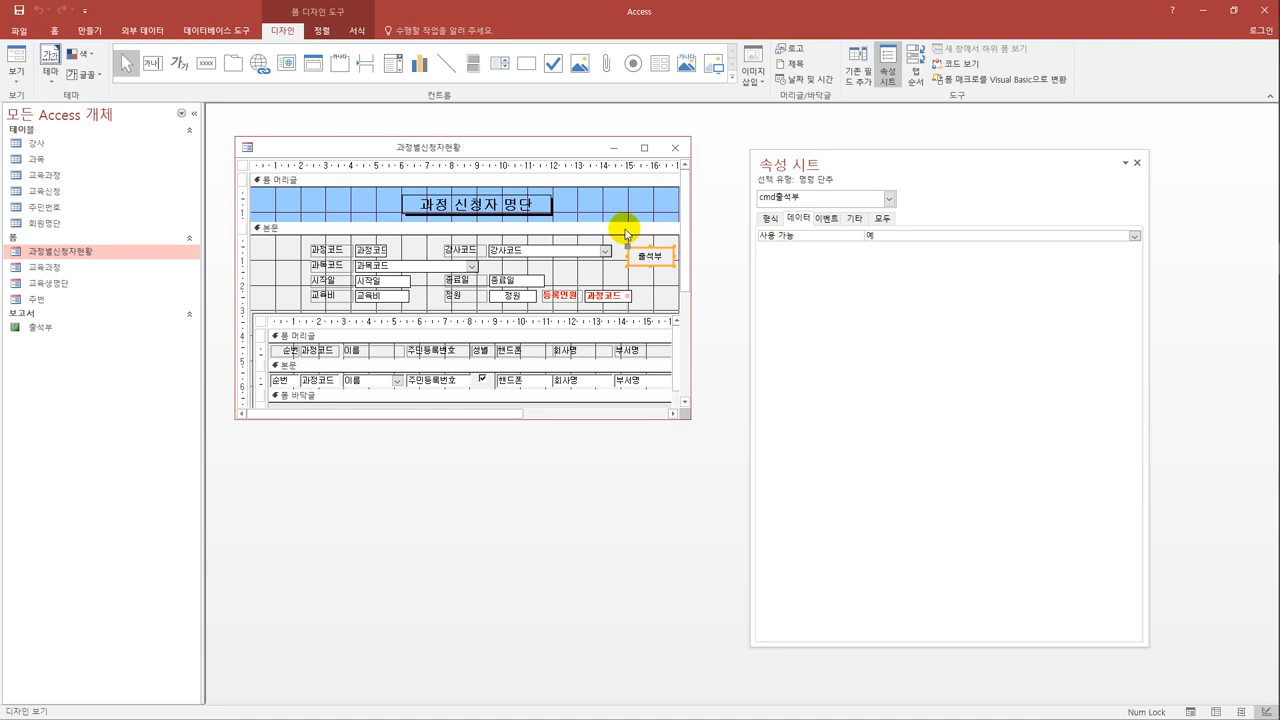 폼 디자인 도구
Access
?
파일
홈
만들기
외부 데이터
데이터베이스 도구
디자인
정렬
서식
수행할 작업을 알려 주세요.
로그인
보기
테마
색
글꼴
이미지 삽입
로고
제목
날짜 및 시간
기존 필드 추가
속성 시트
탭 순서
새 창에서 하위 폼 보기
코드 보기
폼 매크로를 Visual Basic으로 변환
보기
테마
컨트롤
머리글/바닥글
도구
모든 Access 개체
테이블
강사
과목
교육과정
교육신청
주민번호
회원명단
폼
과정별신청자현황
교육과정
교육생명단
주번
보고서
출석부
과정별신청자현황
폼 머리글
과정 신청자 명단
본문
과정코드 과정코드 강사코드 강사코드
출석부
과목코드 과목코드
시작일 시작일 종료일 종료일
교육비 교육비 정원 정원 등록인원 과정코드 =
폼 머리글
순번 과정코드 이름 주민등록번호 성별 핸드폰 회사명 부서명
본문
순번 과정코드 이름 주민등록번호 핸드폰 회사명 부서명
폼 바닥글
속성 시트
선택 유형: 명령 단추
cmd출석부
형식 데이터 이벤트 기타 모두
사용 가능 예
디자인 보기
Num Lock